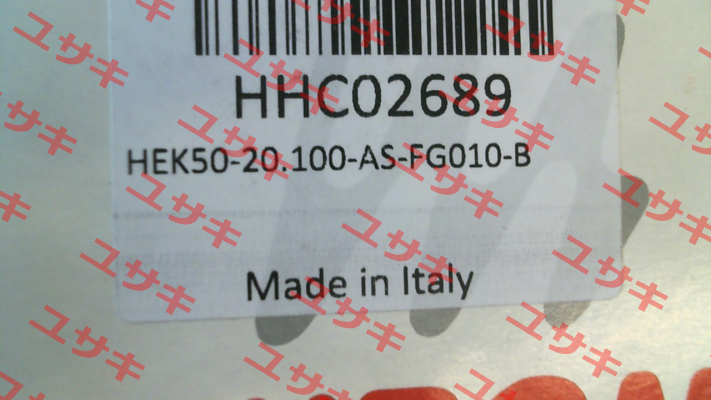 HHC02689
HEK50-20.100-AS-FG010-B
Made in Italy
ユサキ